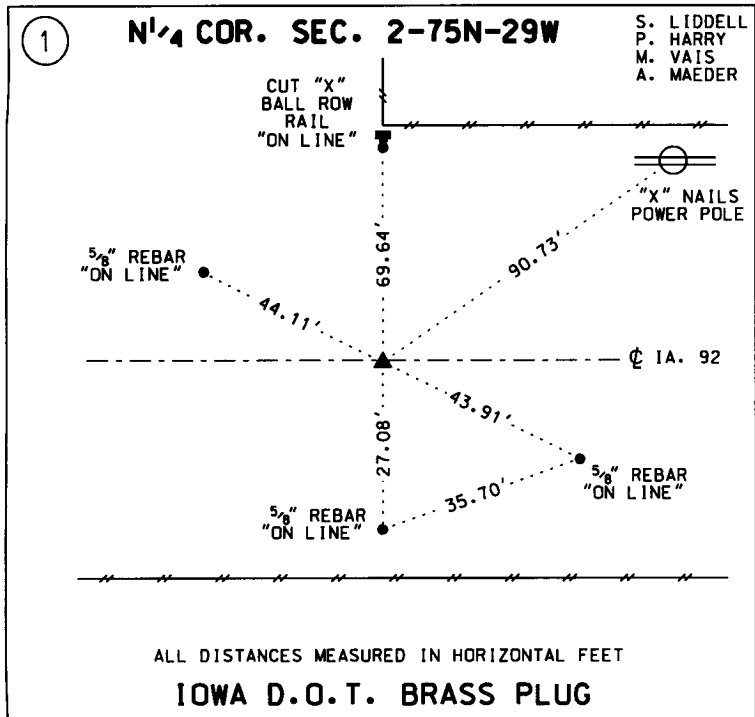 1
N1/4 COR. SEC. 2-75N-29W
S. LIDDELL
P. HARRY
M. VAIS
A. MAEDER
CUT "X"
BALL ROW
RAIL
"ON LINE"
"X" NAILS
POWER POLE
69.64'
90.73'
5/8" REBAR
"ON LINE"
44.11'
℄ IA. 92
43.91'
27.08'
5/8" REBAR
"ON LINE"
35.70'
5/8" REBAR
"ON LINE"
ALL DISTANCES MEASURED IN HORIZONTAL FEET
IOWA D.O.T. BRASS PLUG